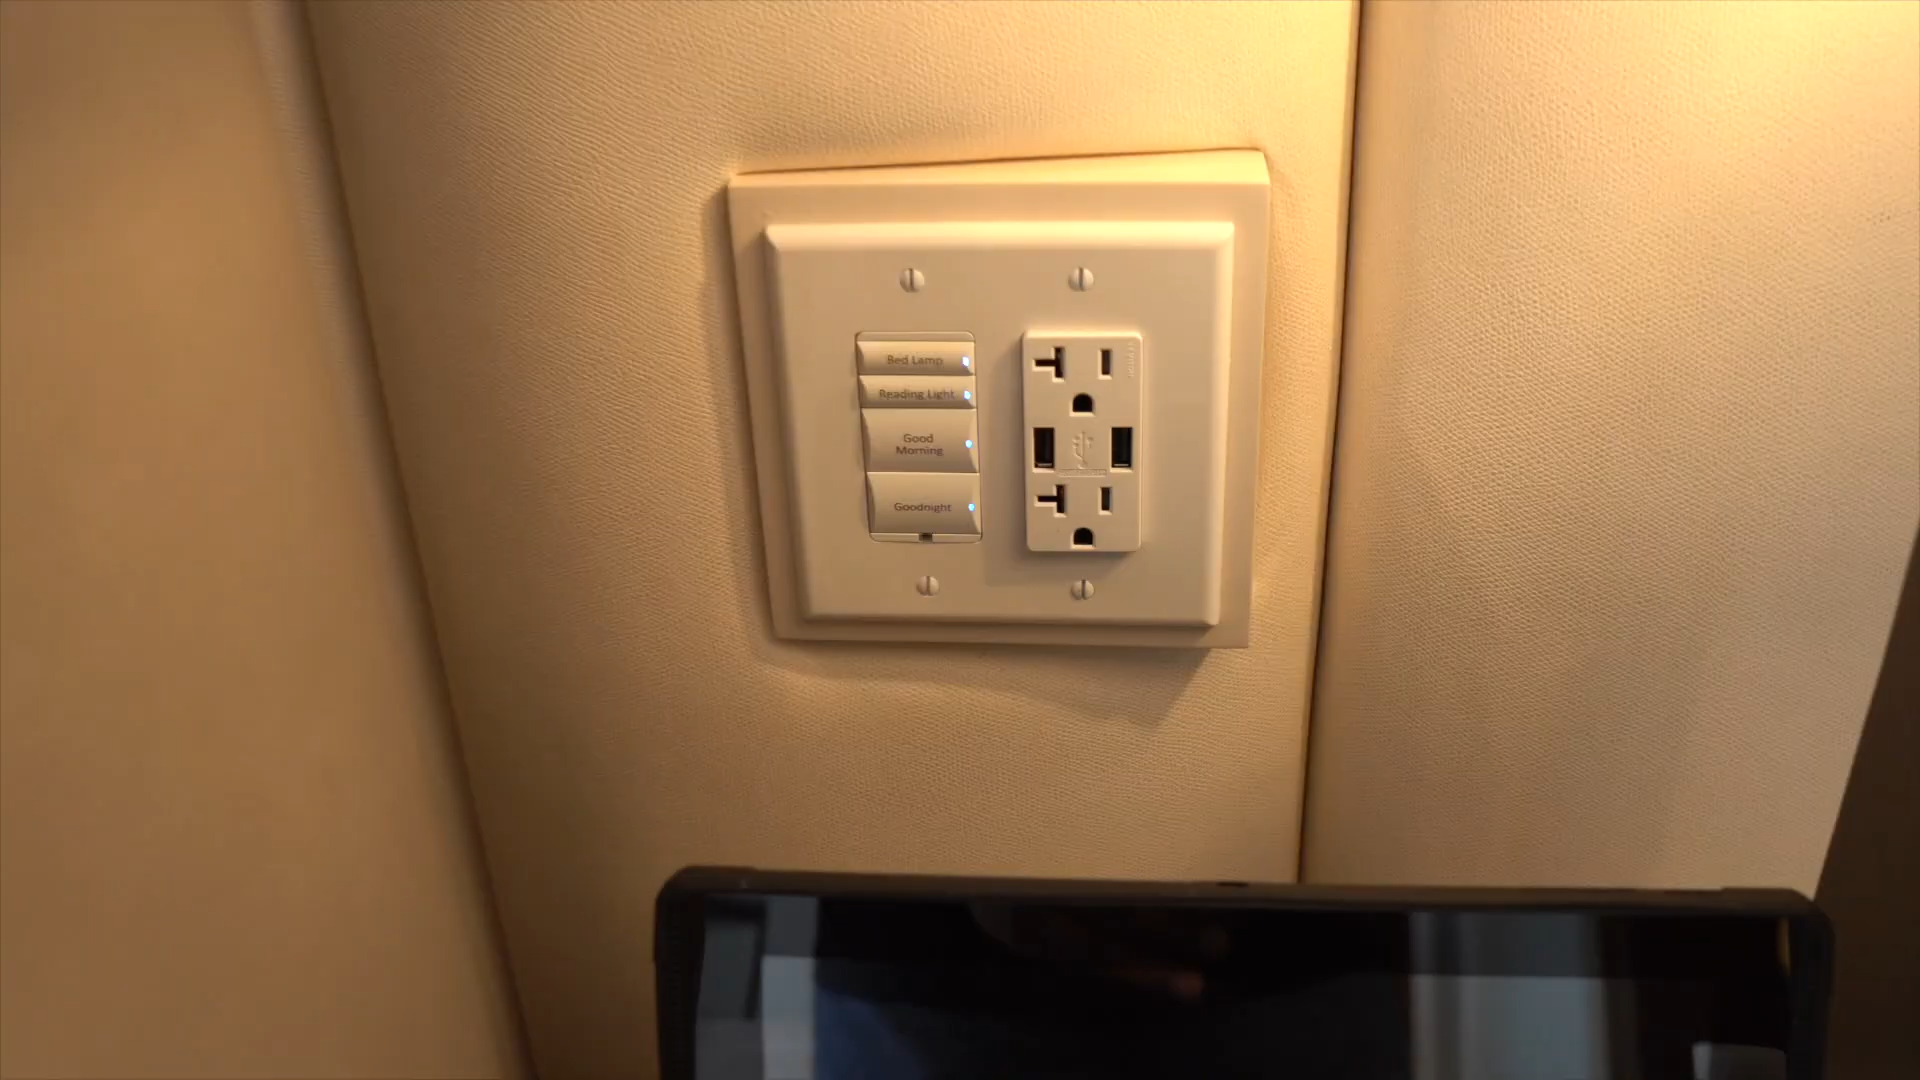 Bed Lamp
Reading Light
Good
Morning
Goodnight